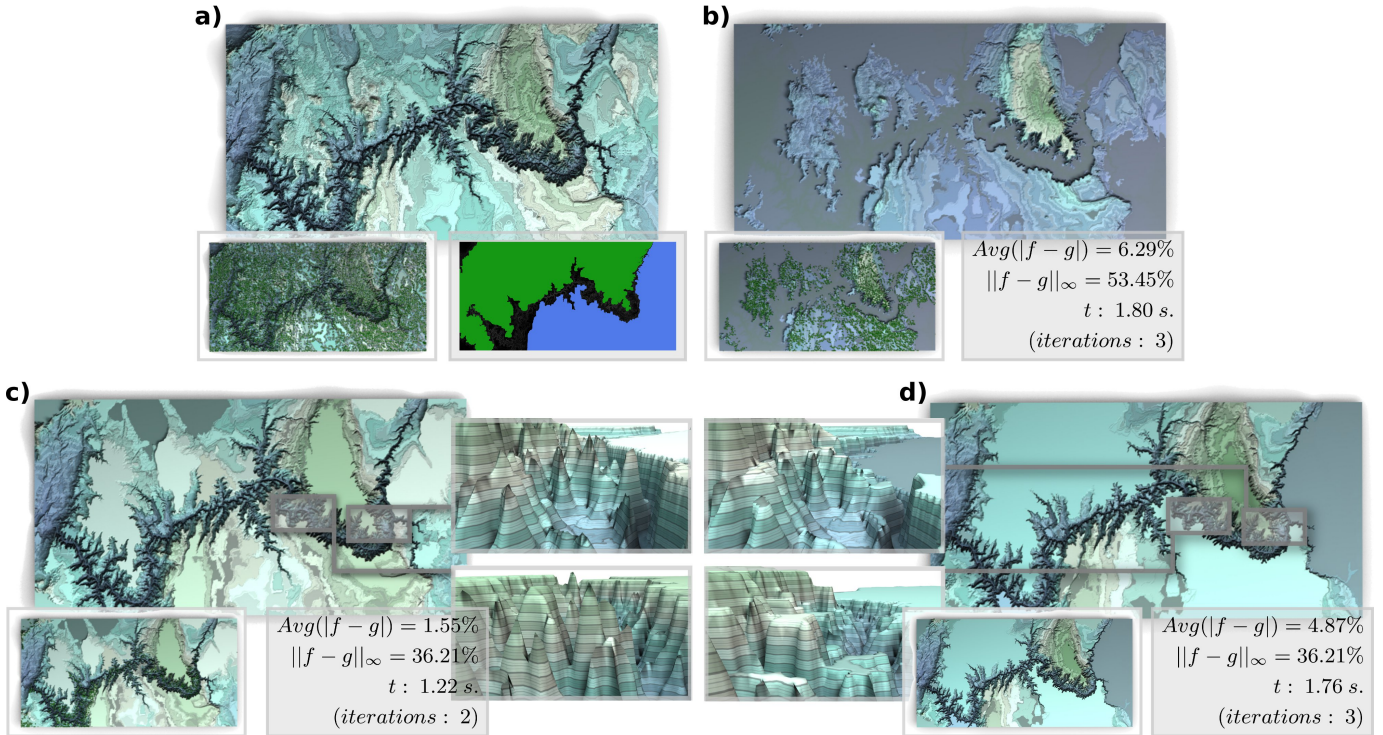 a)
b)
Avg(|f − g|) = 6.29%
||f − g||∞ = 53.45%
t : 1.80 s.
(iterations : 3)
c)
d)
Avg(|f − g|) = 1.55%
||f − g||∞ = 36.21%
t : 1.22 s.
(iterations : 2)
Avg(|f − g|) = 4.87%
||f − g||∞ = 36.21%
t : 1.76 s.
(iterations : 3)